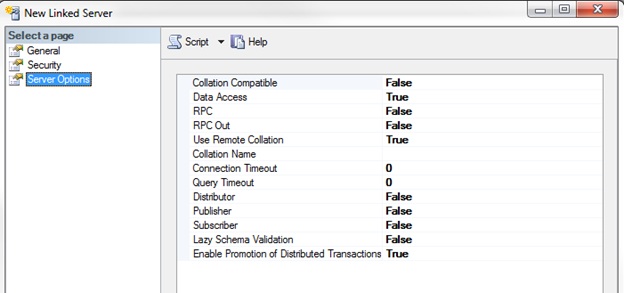 New Linked Server
Select a page
General
Security
Server Options
Script Help
Collation Compatible False
Data Access True
RPC False
RPC Out False
Use Remote Collation True
Collation Name
Connection Timeout 0
Query Timeout 0
Distributor False
Publisher False
Subscriber False
Lazy Schema Validation False
Enable Promotion of Distributed Transactions True